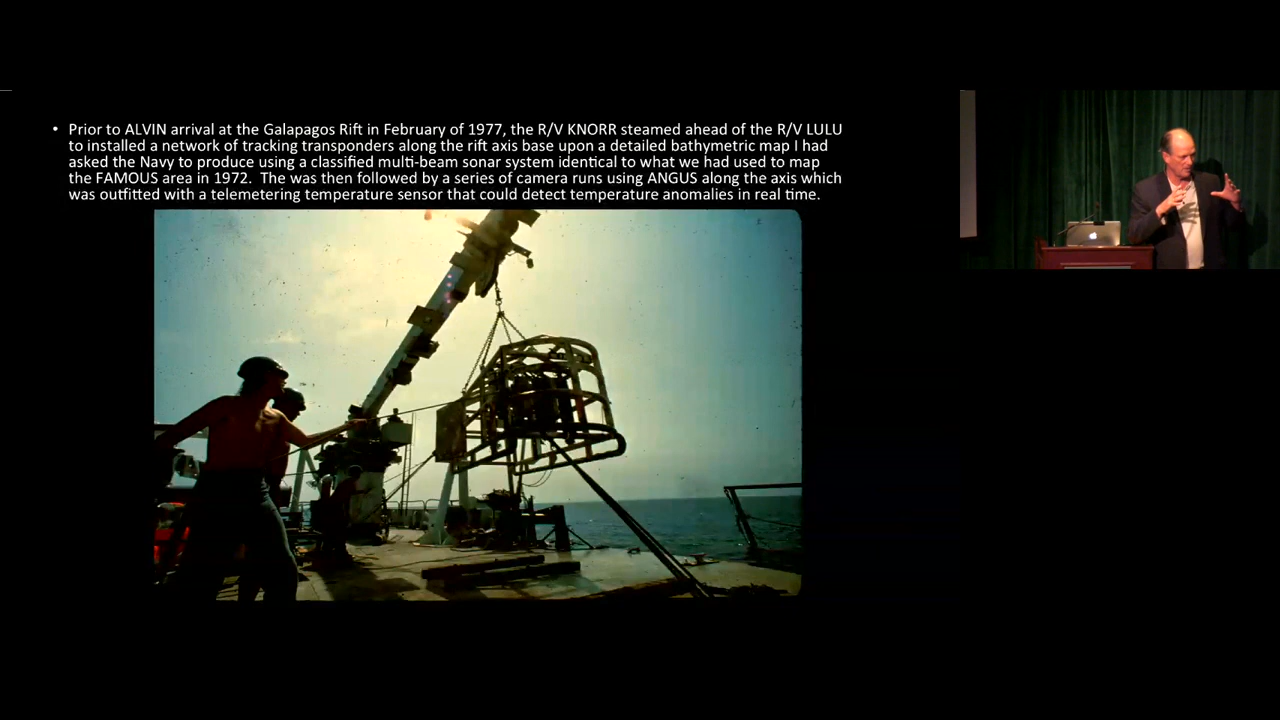 • Prior to ALVIN arrival at the Galapagos Rift in February of 1977, the R/V KNORR steamed ahead of the R/V LULU
to installed a network of tracking transponders along the rift axis base upon a detailed bathymetric map I had
asked the Navy to produce using a classified multi-beam sonar system identical to what we had used to map
the FAMOUS area in 1972.  The was then followed by a series of camera runs using ANGUS along the axis which
was outfitted with a telemetering temperature sensor that could detect temperature anomalies in real time.